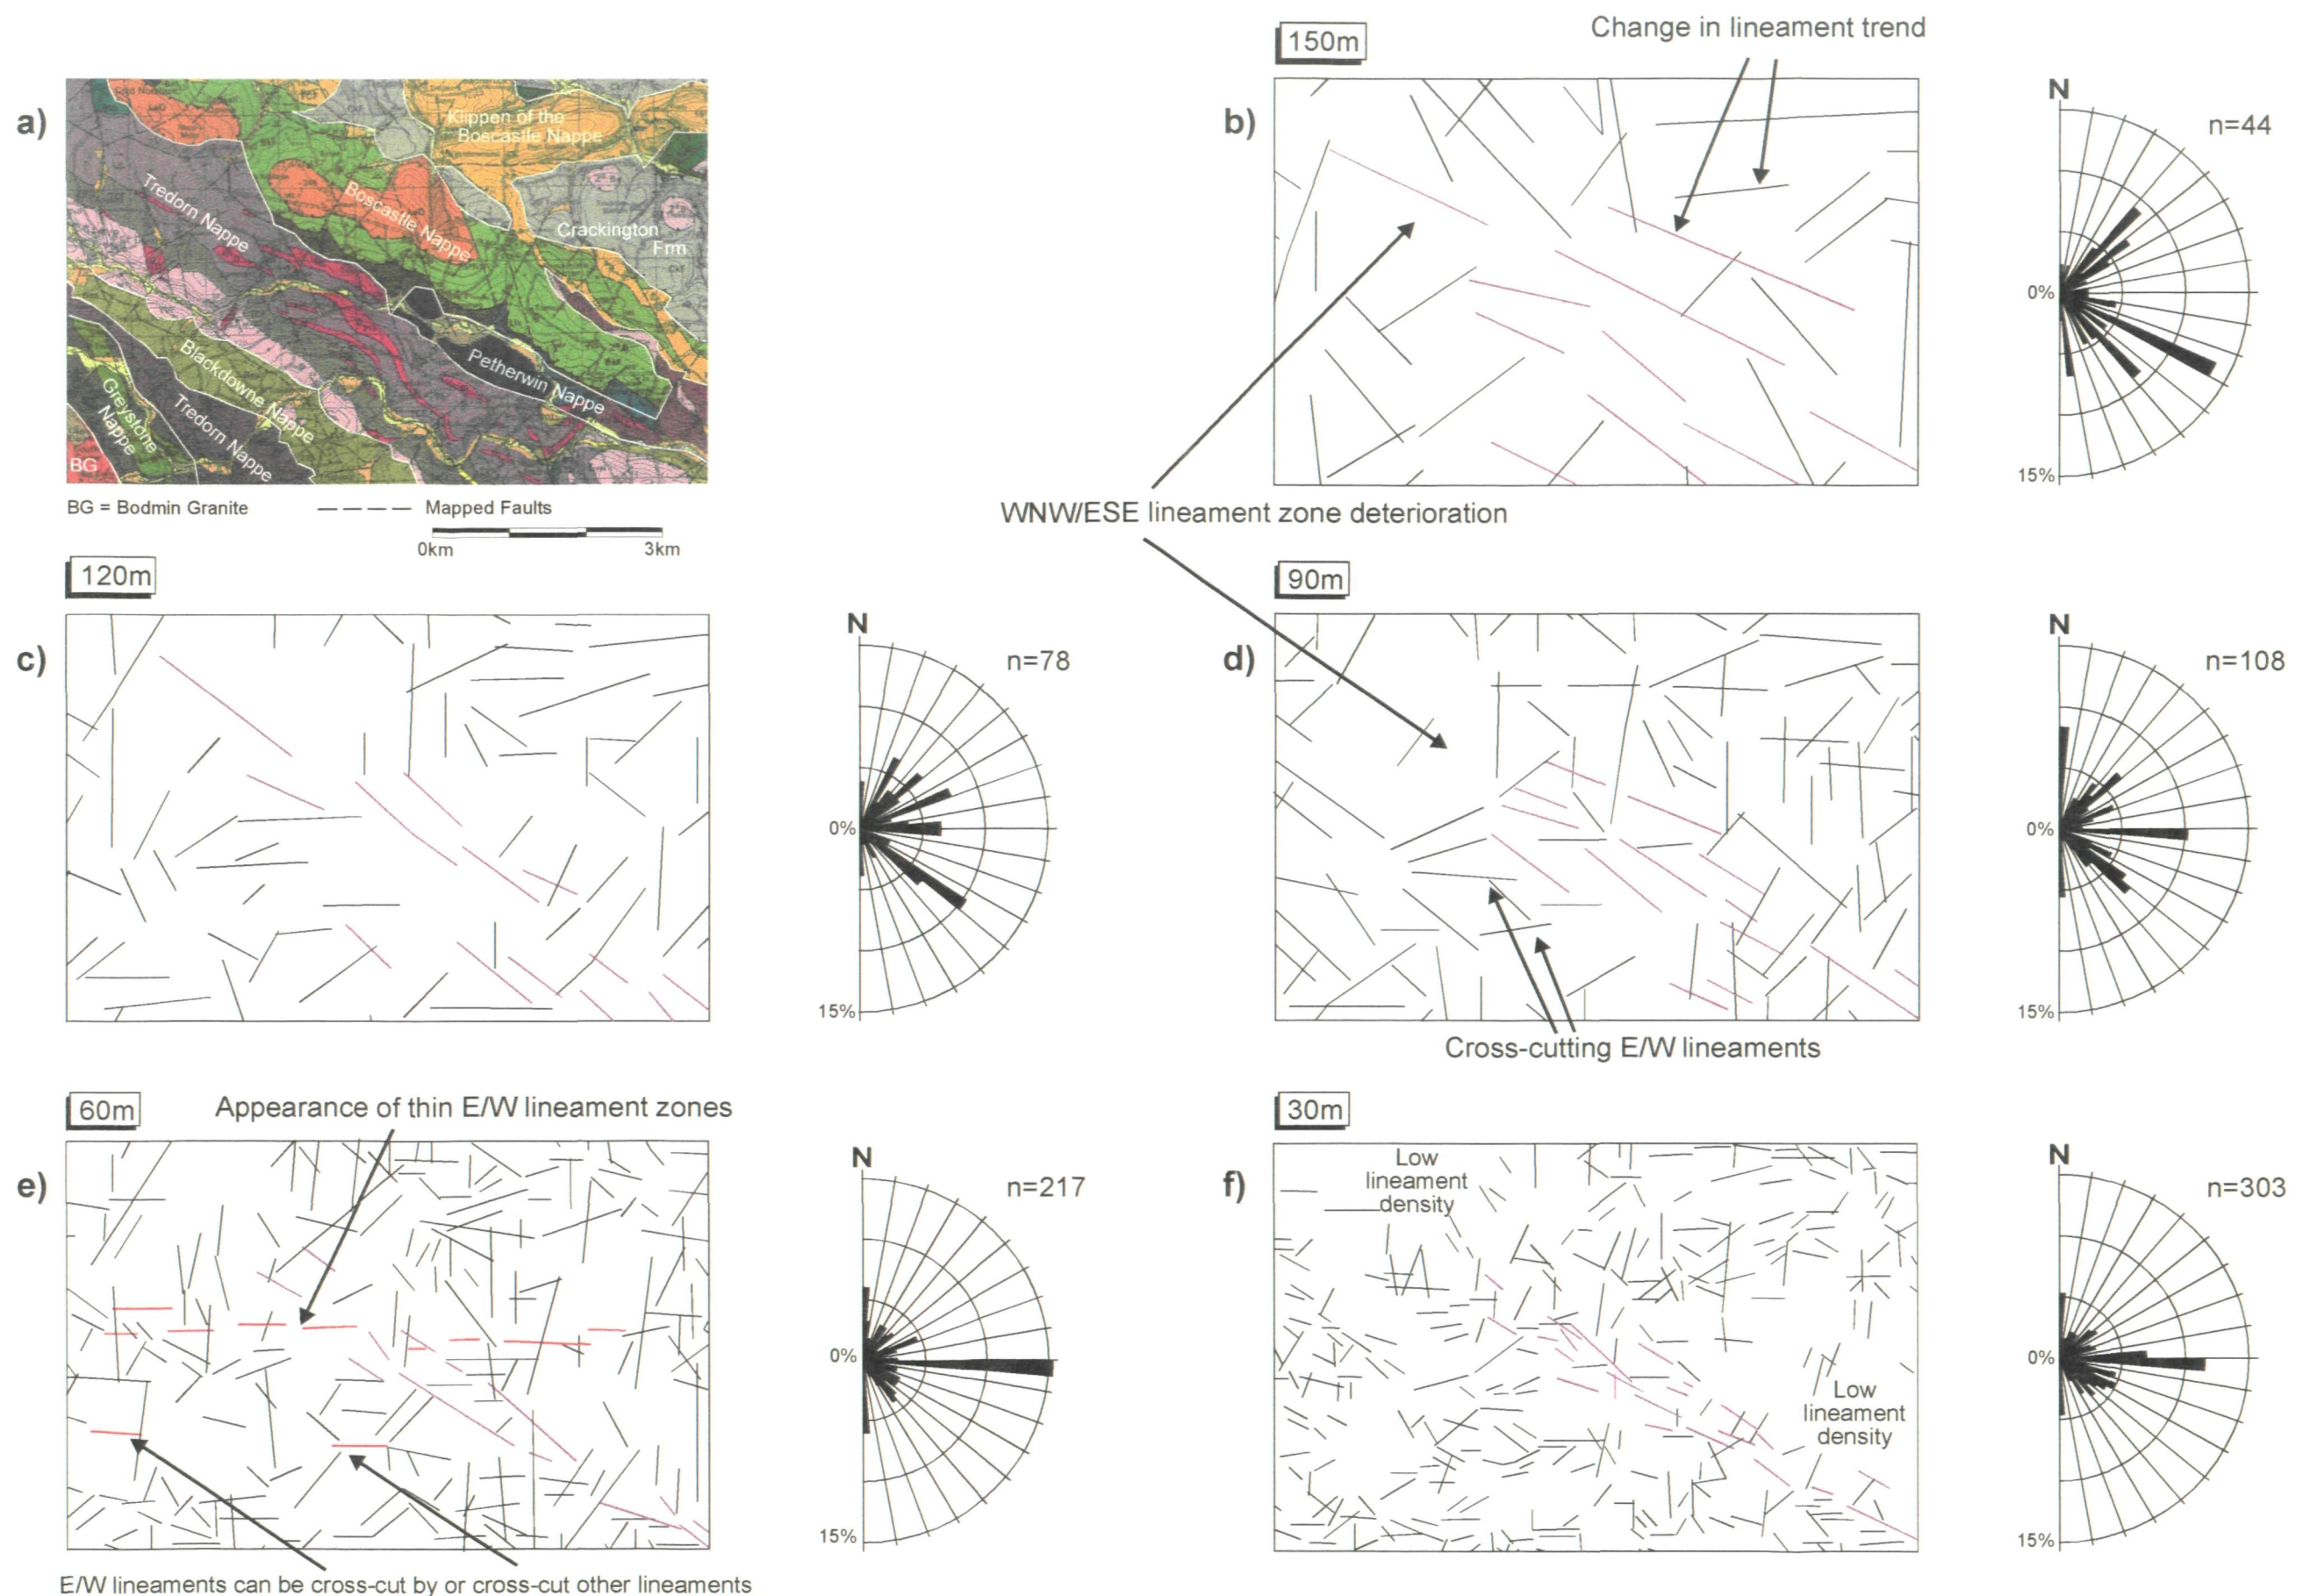 a)
Klippen of the
Boscastle Nappe
Tredorn Nappe
Boscastle Nappe
Crackington
Frm
Petherwin Nappe
Blackdowne Nappe
Greystone
Nappe
Tredorn Nappe
BG
BG = Bodmin Granite
Mapped Faults
0km
3km
150m
Change in lineament trend
b)
N
n=44
0%
15%
WNW/ESE lineament zone deterioration
120m
c)
N
n=78
0%
15%
90m
d)
N
n=108
0%
15%
Cross-cutting E/W lineaments
60m
Appearance of thin E/W lineament zones
e)
N
n=217
0%
15%
E/W lineaments can be cross-cut by or cross-cut other lineaments
30m
f)
Low
lineament
density
Low
lineament
density
N
n=303
0%
15%